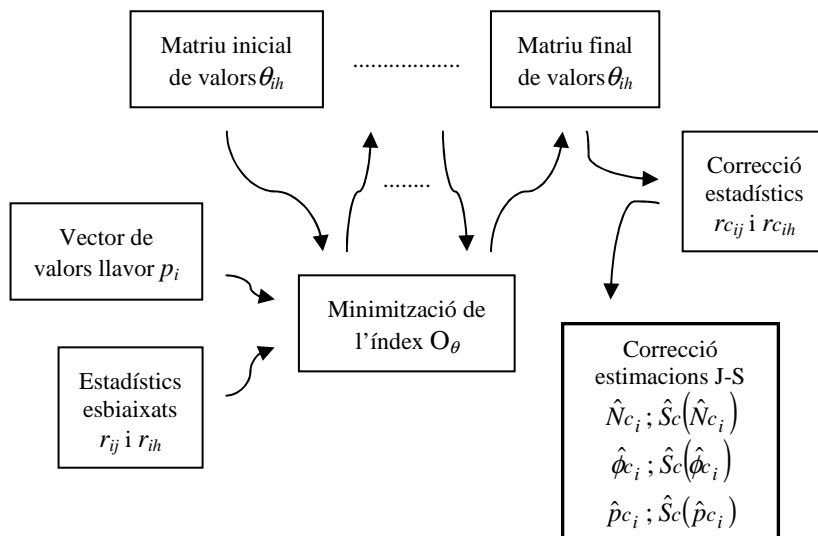 Matriu inicial
de valors θih
...................
Matriu final
de valors θih
.........
Correcció
estadístics
rcij i rcih
Vector de
valors llavor pi
Minimització de
l'índex Oθ
Estadístics
esbiaixats
rij i rih
Correcció
estimacions J-S
N̂ci ; Ŝc(N̂ci)
ϕ̂ci ; Ŝc(ϕ̂ci)
p̂ci ; Ŝc(p̂ci)